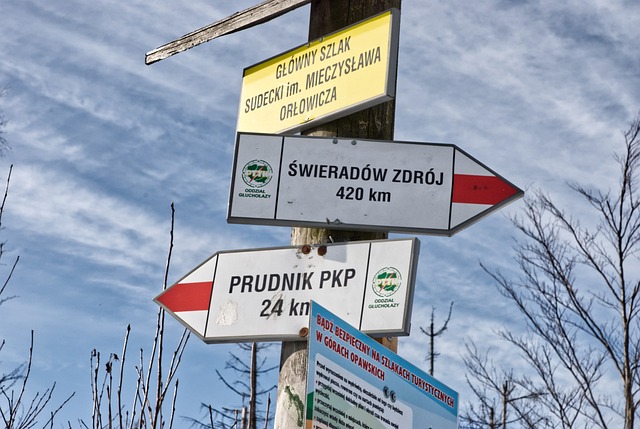 GŁÓWNY SZLAK
SUDECKI im. MIECZYSŁAWA
ORŁOWICZA
ŚWIERADÓW ZDRÓJ
420 km
ODDZIAŁ
GŁUCHOŁAZY
PRUDNIK PKP
24 km
ODDZIAŁ
GŁUCHOŁAZY
BĄDŹ BEZPIECZNY NA SZLAKACH TURYSTYCZNYCH
W GÓRACH OPAWSKICH